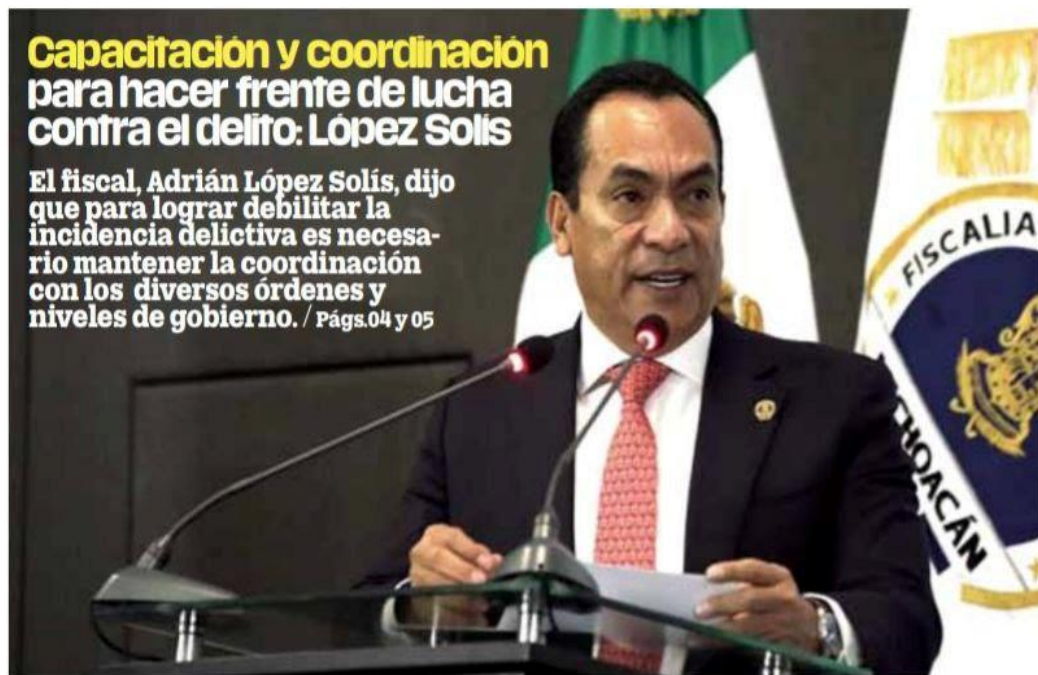 Capacitación y coordinación
para hacer frente de lucha
contra el delito: López Solís
El fiscal, Adrián López Solís, dijo
que para lograr debilitar la
incidencia delictiva es necesa-
rio mantener la coordinación
con los diversos órdenes y
niveles de gobierno. / Págs.04 y 05
FISCALIA